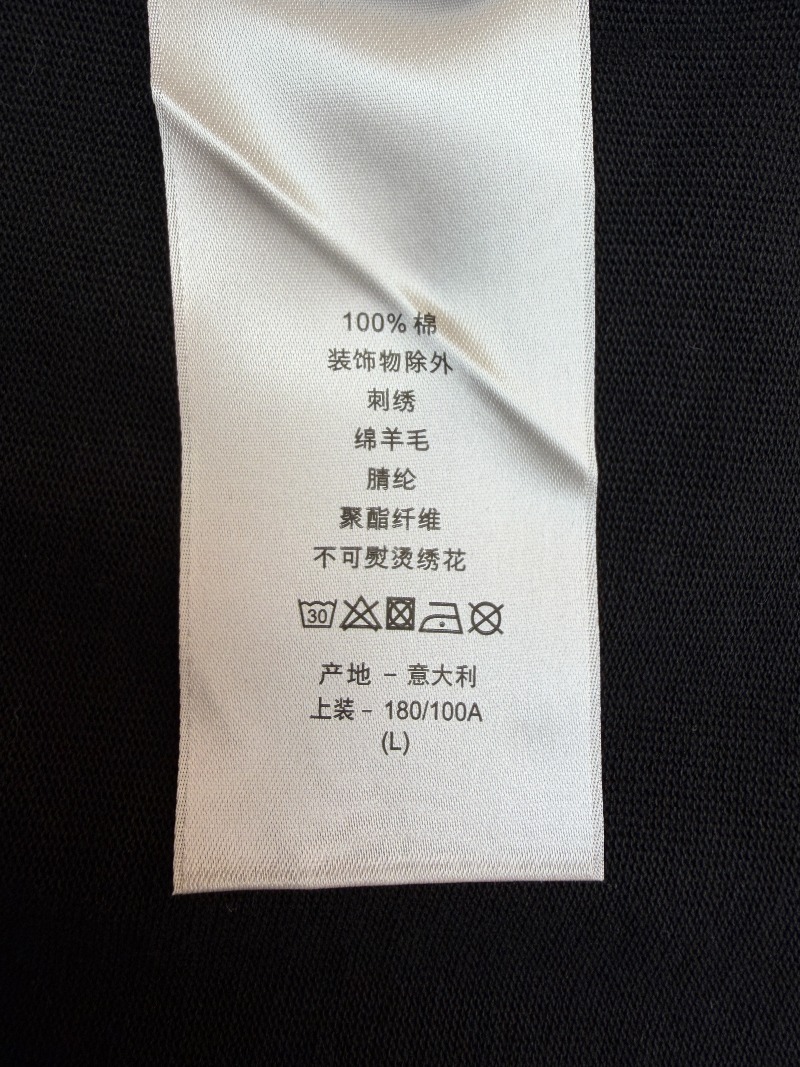 100% 棉
装饰物除外
刺绣
绵羊毛
腈纶
聚酯纤维
不可熨烫绣花
30
产地 - 意大利
上装 - 180/100A
(L)